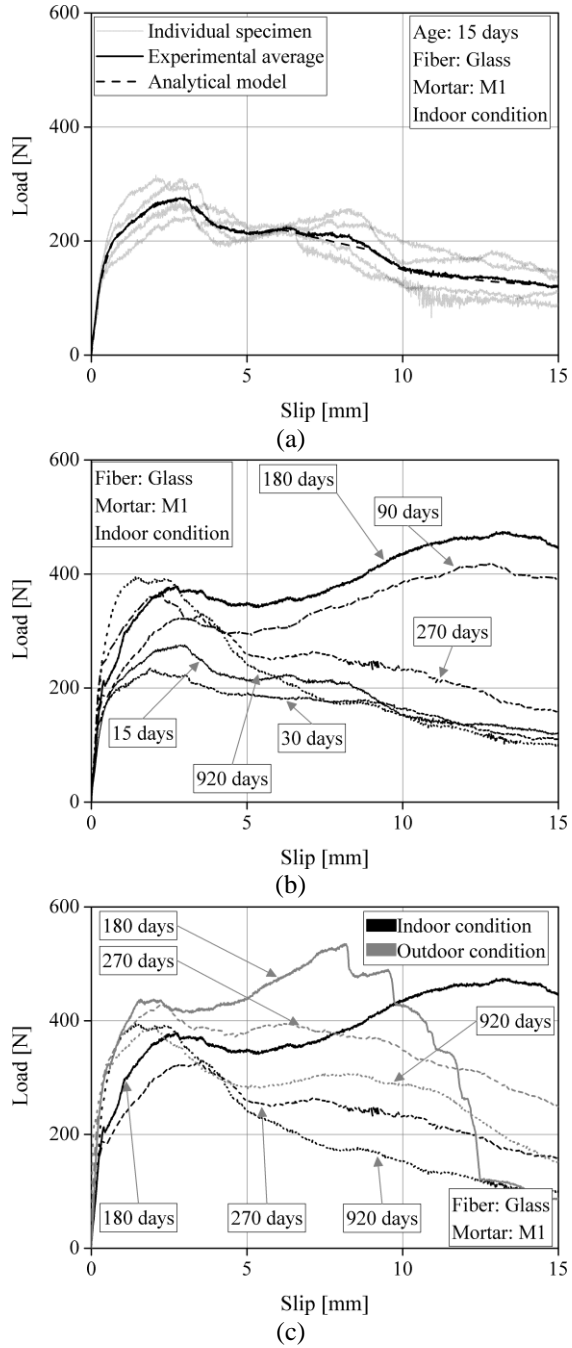 600
400
200
0
Load [N]
Individual specimen
Experimental average
Analytical model
Age: 15 days
Fiber: Glass
Mortar: M1
Indoor condition
0
5
10
15
Slip [mm]
(a)
600
400
200
0
Load [N]
Fiber: Glass
Mortar: M1
Indoor condition
180 days
90 days
270 days
15 days
30 days
920 days
0
5
10
15
Slip [mm]
(b)
600
400
200
0
Load [N]
180 days
270 days
Indoor condition
Outdoor condition
920 days
180 days
270 days
920 days
Fiber: Glass
Mortar: M1
0
5
10
15
Slip [mm]
(c)